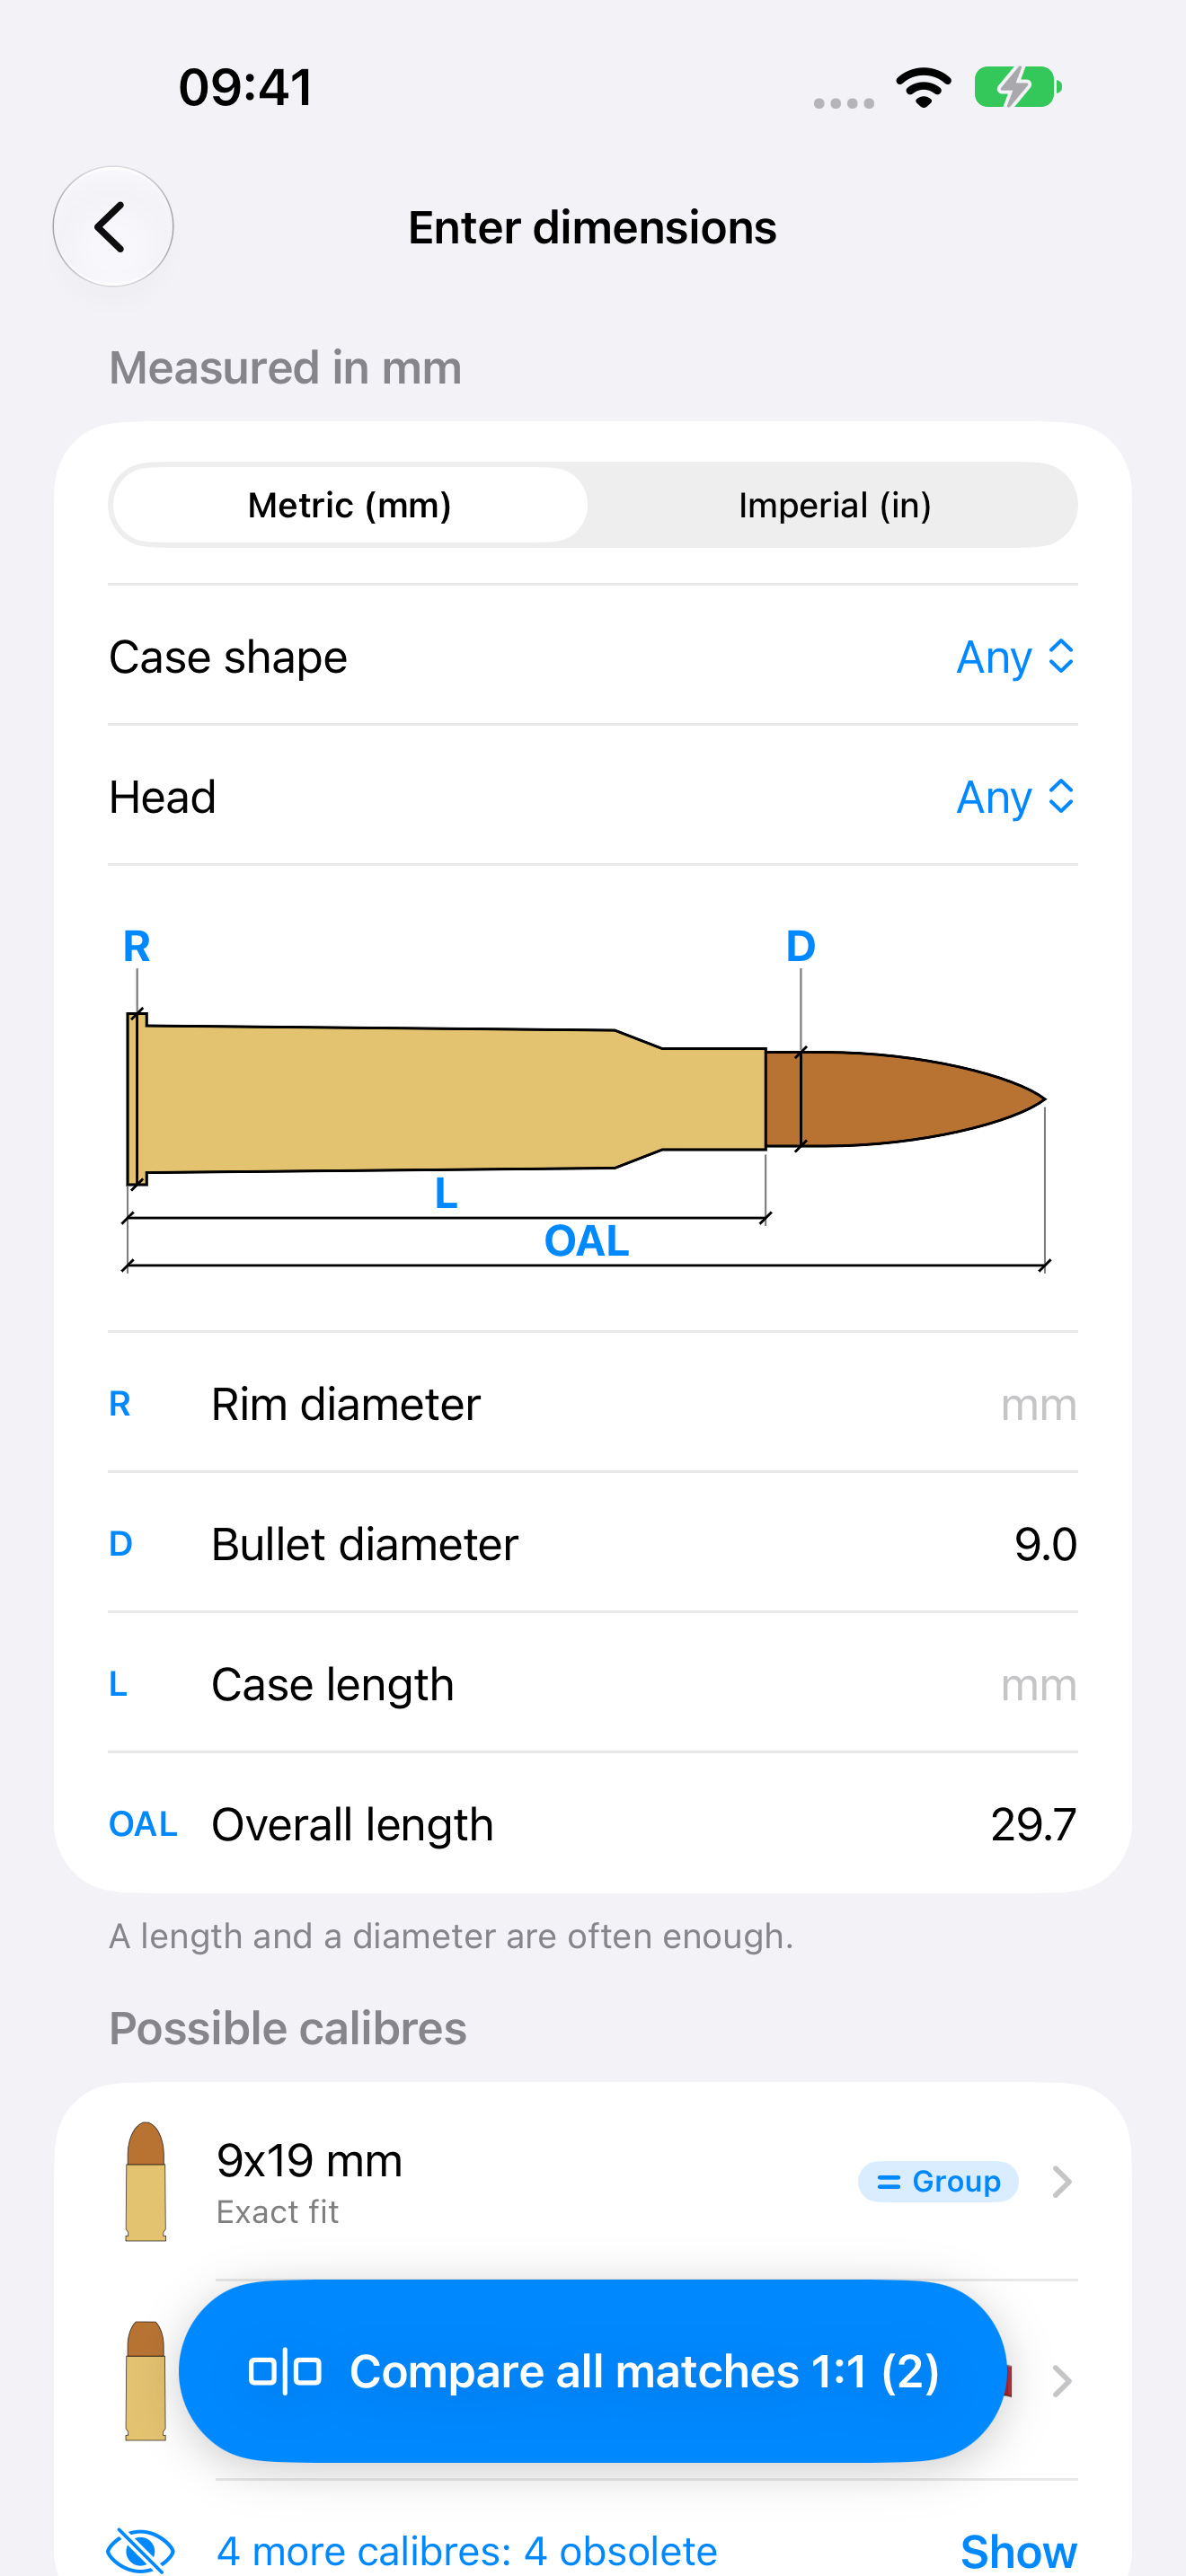 09:41
Enter dimensions
Measured in mm
Metric (mm) Imperial (in)
Case shape Any
Head Any
R D
L
OAL
R Rim diameter mm
D Bullet diameter 9.0
L Case length mm
OAL Overall length 29.7
A length and a diameter are often enough.
Possible calibres
9x19 mm
= Group
Exact fit
Compare all matches 1:1 (2)
4 more calibres: 4 obsolete Show